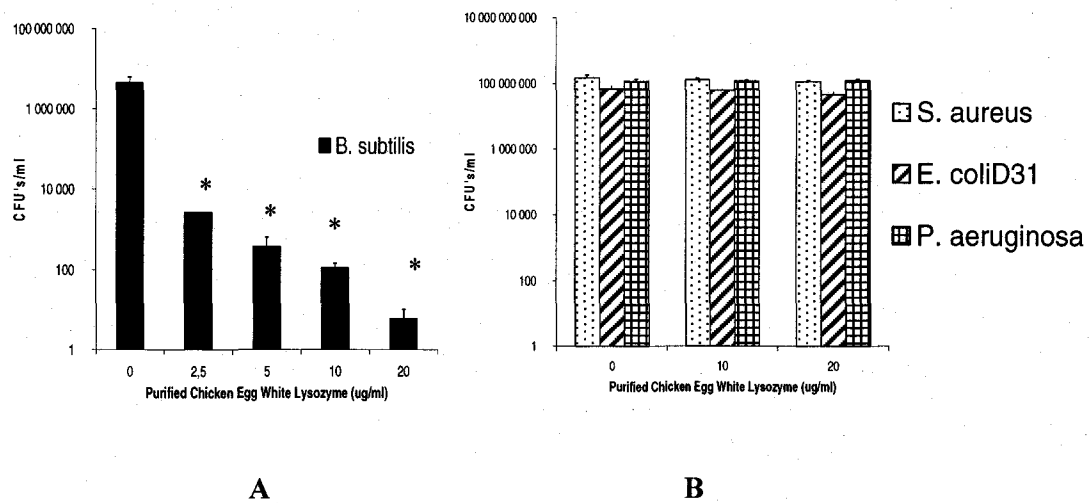 100 000 000
1 000 000
10 000
100
1
CFU's/ml
B. subtilis
*
*
*
*
0 2,5 5 10 20
Purified Chicken Egg White Lysozyme (ug/ml)
A
10 000 000 000
100 000 000
1 000 000
10 000
100
1
CFU's/ml
0 10 20
Purified Chicken Egg White Lysozyme (ug/ml)
S. aureus
E. coliD31
P. aeruginosa
B